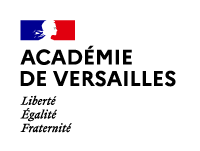 ACADÉMIE
DE VERSAILLES
Liberté
Égalité
Fraternité